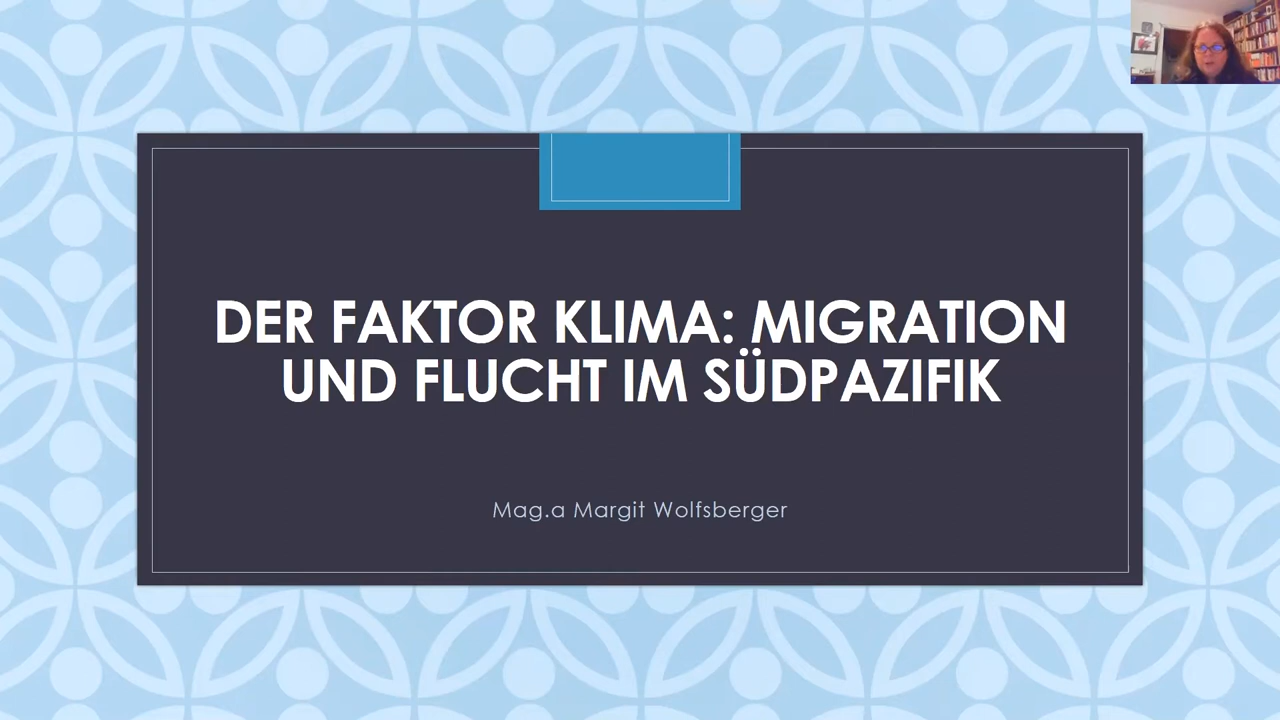 DER FAKTOR KLIMA: MIGRATION
UND FLUCHT IM SÜDPAZIFIK
Mag.a Margit Wolfsberger